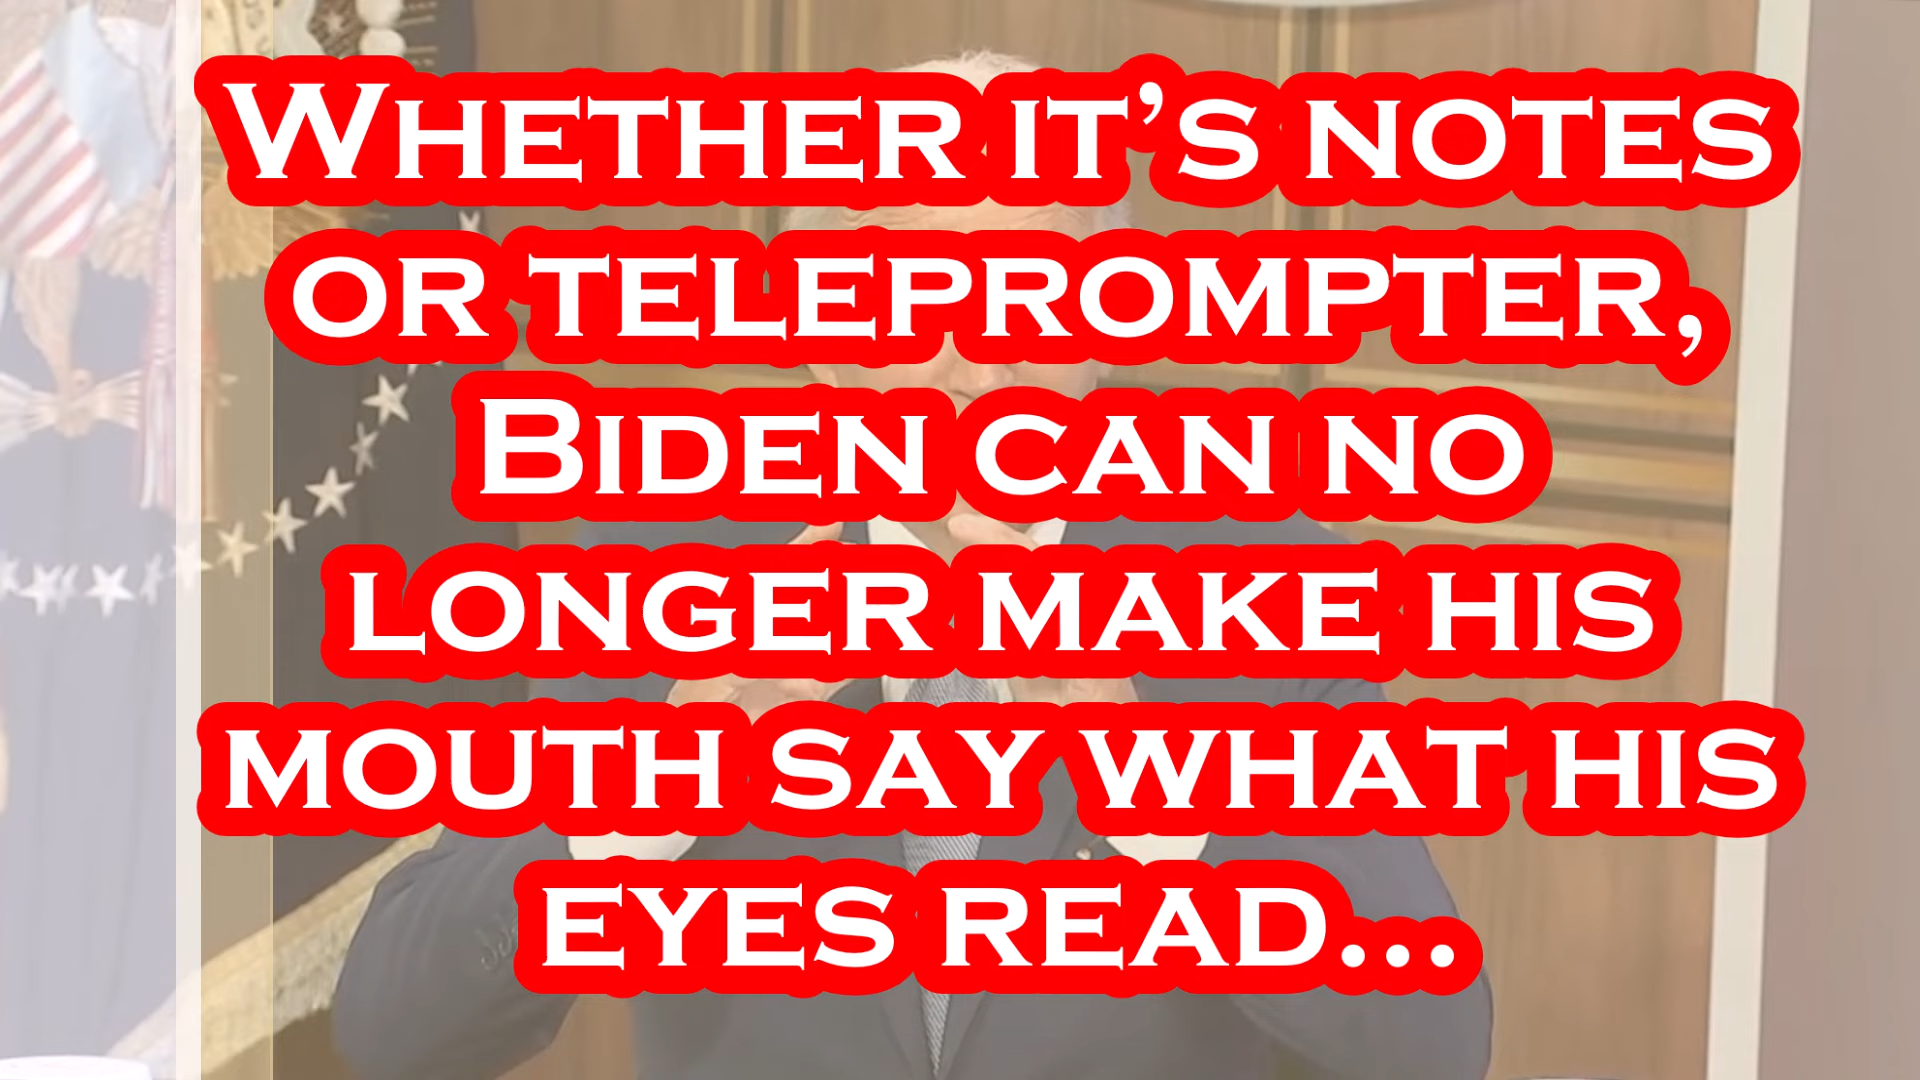 Whether it’s notes
or teleprompter,
Biden can no
longer make his
mouth say what his
eyes read...